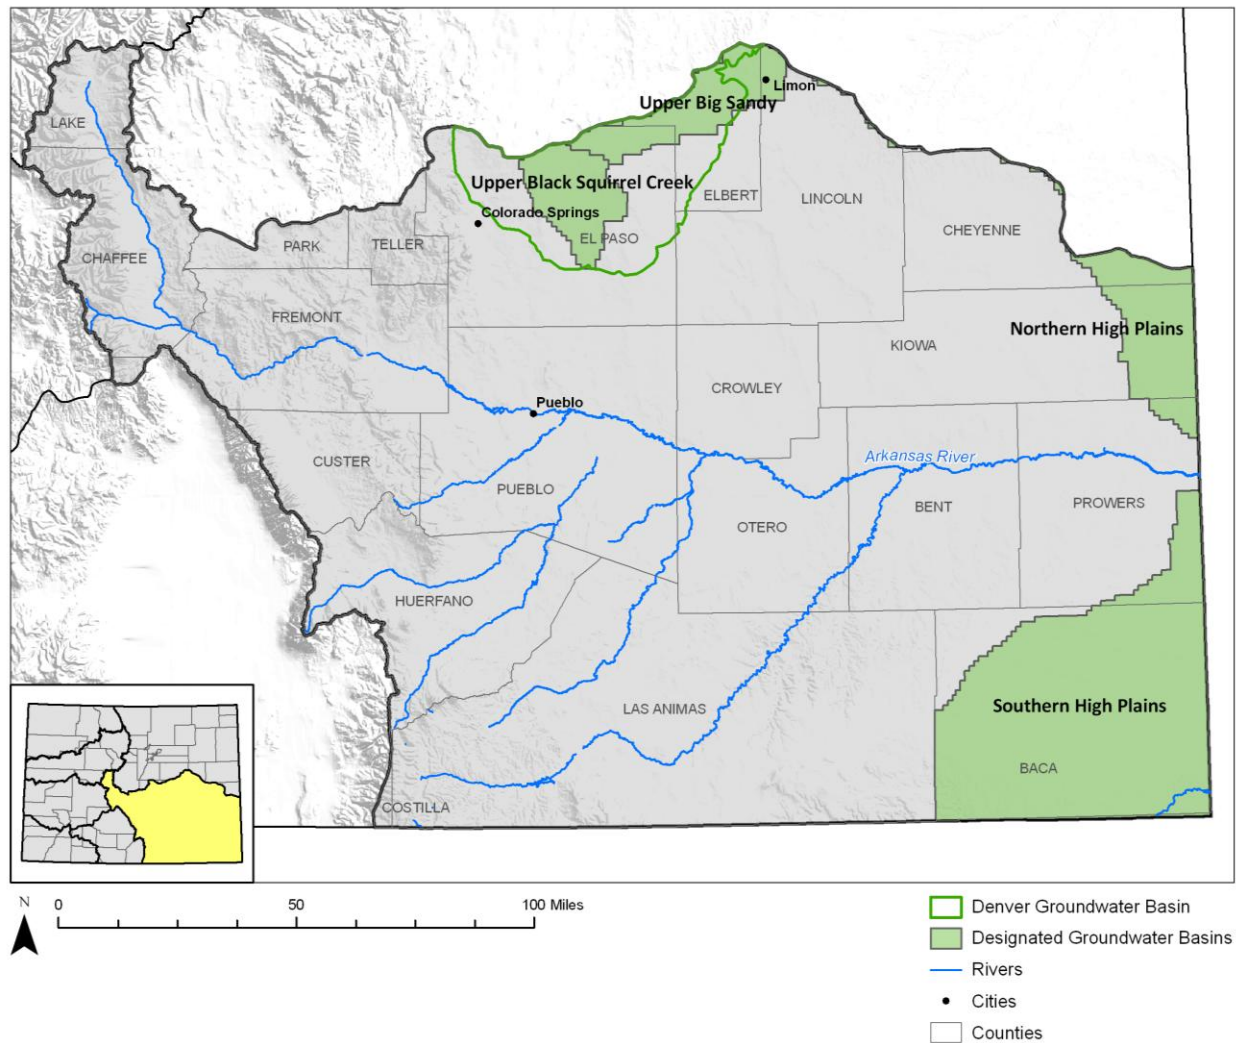 Limon
Upper Big Sandy
LAKE
Upper Black Squirrel Creek
ELBERT
LINCOLN
Colorado Springs
CHEYENNE
PARK
TELLER
EL PASO
CHAFFEE
FREMONT
Northern High Plains
KIOWA
CROWLEY
Pueblo
Arkansas River
CUSTER
PUEBLO
OTERO
BENT
PROWERS
HUERFANO
LAS ANIMAS
Southern High Plains
BACA
COSTILLA
N
0 50 100 Miles
Denver Groundwater Basin
Designated Groundwater Basins
Rivers
Cities
Counties